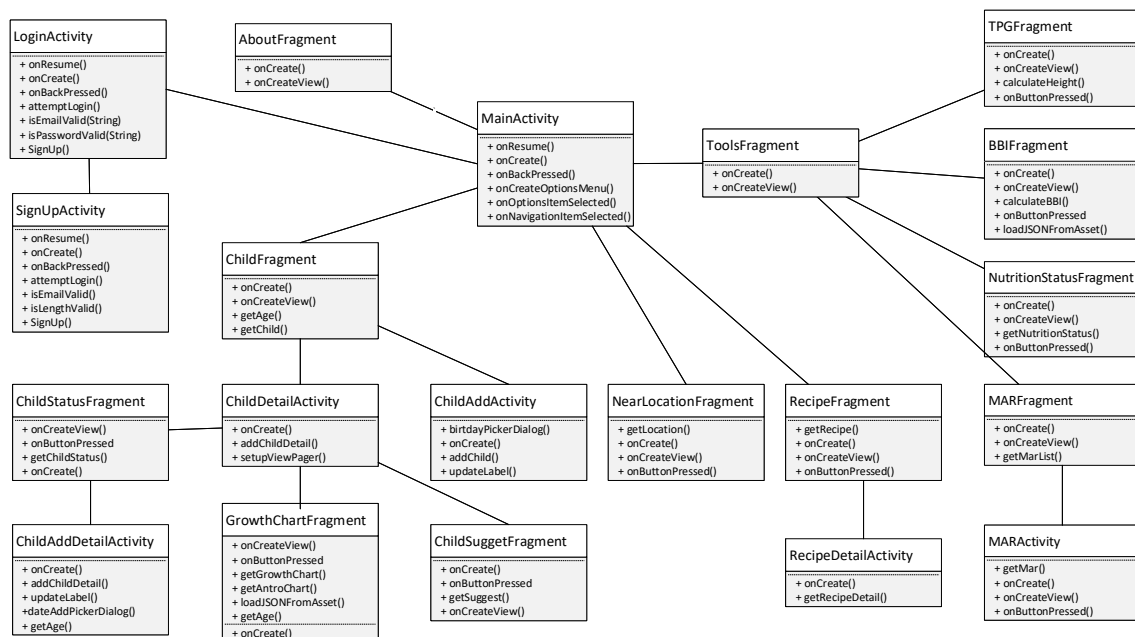 LoginActivity
+ onResume()
+ onCreate()
+ onBackPressed()
+ attemptLogin()
+ isEmailValid(String)
+ isPasswordValid(String)
+ SignUp()
AboutFragment
+ onCreate()
+ onCreateView()
MainActivity
+ onResume()
+ onCreate()
+ onBackPressed()
+ onCreateOptionsMenu()
+ onOptionsItemSelected()
+ onNavigationItemSelected()
ToolsFragment
+ onCreate()
+ onCreateView()
TPGFragment
+ onCreate()
+ onCreateView()
+ calculateHeight()
+ onButtonPressed()
BBIFragment
+ onCreate()
+ onCreateView()
+ calculateBBI()
+ onButtonPressed
+ loadJSONFromAsset()
SignUpActivity
+ onResume()
+ onCreate()
+ onBackPressed()
+ attemptLogin()
+ isEmailValid()
+ isLengthValid()
+ SignUp()
ChildFragment
+ onCreate()
+ onCreateView()
+ getAge()
+ getChild()
NutritionStatusFragment
+ onCreate()
+ onCreateView()
+ getNutritionStatus()
+ onButtonPressed()
ChildStatusFragment
+ onCreateView()
+ onButtonPressed
+ getChildStatus()
+ onCreate()
ChildDetailActivity
+ onCreate()
+ addChildDetail()
+ setupViewPager()
ChildAddActivity
+ birtdayPickerDialog()
+ onCreate()
+ addChild()
+ updateLabel()
NearLocationFragment
+ getLocation()
+ onCreate()
+ onCreateView()
+ onButtonPressed()
RecipeFragment
+ getRecipe()
+ onCreate()
+ onCreateView()
+ onButtonPressed()
MARFragment
+ onCreate()
+ onCreateView()
+ getMarList()
ChildAddDetailActivity
+ onCreate()
+ addChildDetail()
+ updateLabel()
+dateAddPickerDialog()
+ getAge()
GrowthChartFragment
+ onCreateView()
+ onButtonPressed
+ getGrowthChart()
+ getAntroChart()
+ loadJSONFromAsset()
+ getAge()
+ onCreate()
ChildSuggetFragment
+ onCreate()
+ onButtonPressed
+ getSuggest()
+ onCreateView()
RecipeDetailActivity
+ onCreate()
+ getRecipeDetail()
MARActivity
+ getMar()
+ onCreate()
+ onCreateView()
+ onButtonPressed()